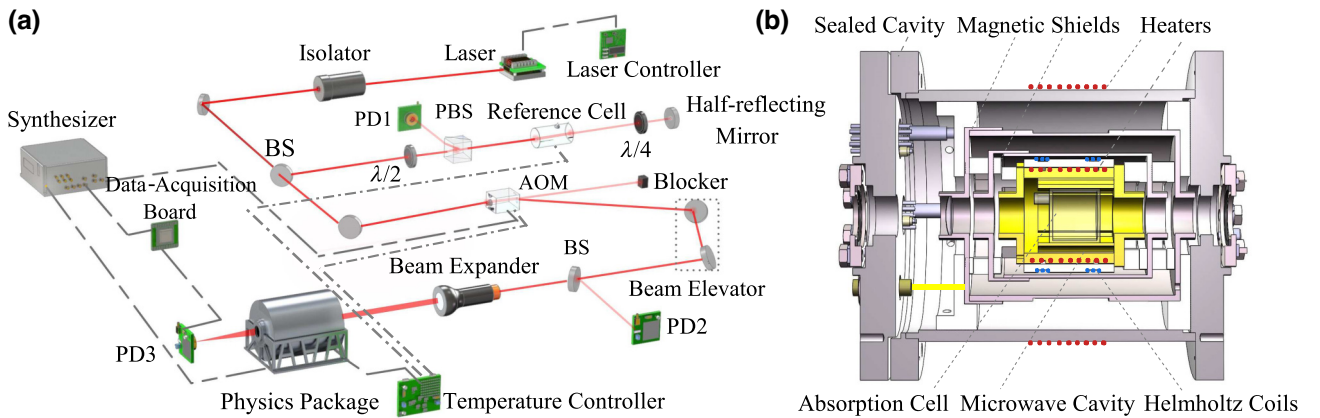 (a)
Isolator
Laser
Laser Controller
Synthesizer
PD1
PBS
Reference Cell
Half-reflecting
Mirror
BS
λ/2
λ/4
Data-Acquisition
Board
AOM
Blocker
Beam Expander
BS
Beam Elevator
PD2
PD3
Physics Package
Temperature Controller
(b)
Sealed Cavity
Magnetic Shields
Heaters
Absorption Cell
Microwave Cavity
Helmholtz Coils